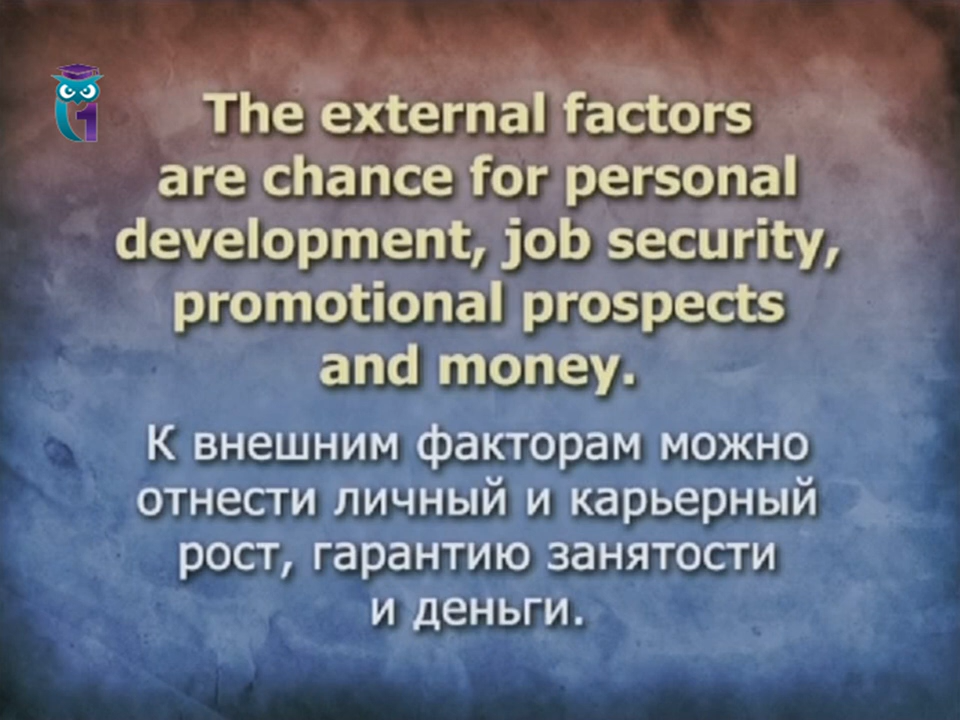 The external factors
are chance for personal
development, job security,
promotional prospects
and money.
К внешним факторам можно
отнести личный и карьерный
рост, гарантию занятости
и деньги.